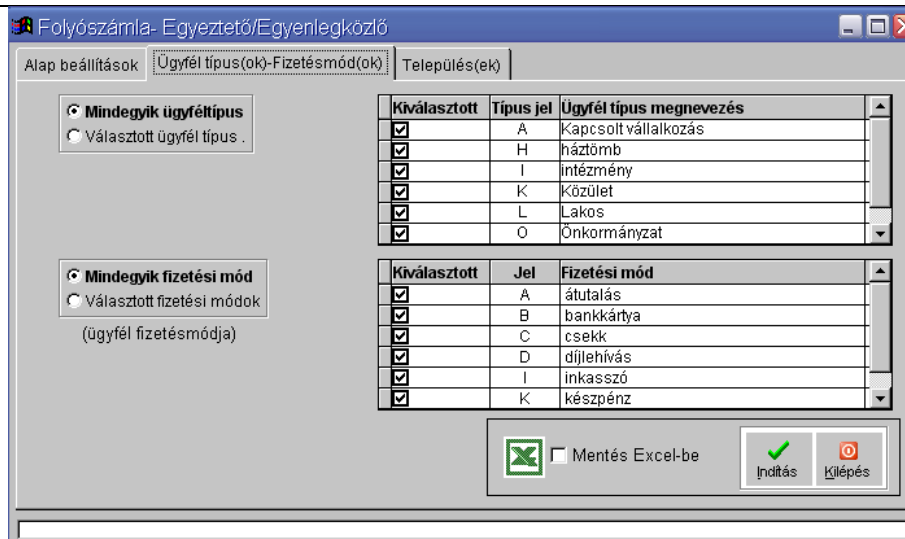 Folyószámla- Egyeztető/Egyenlegközlő
Alap beállítások Ügyfél típus(ok)-Fizetésmód(ok) Település(ek)
Mindegyik ügyféltípus
Választott ügyfél típus .
Kiválasztott Típus jel Ügyfél típus megnevezés
A Kapcsolt vállalkozás
H háztömb
I intézmény
K Közület
L Lakos
O Önkormányzat
Mindegyik fizetési mód
Választott fizetési módok
(ügyfél fizetésmódja)
Kiválasztott Jel Fizetési mód
A átutalás
B bankkártya
C csekk
D díjlehívás
I inkasszó
K készpénz
Mentés Excel-be
Indítás Kilépés